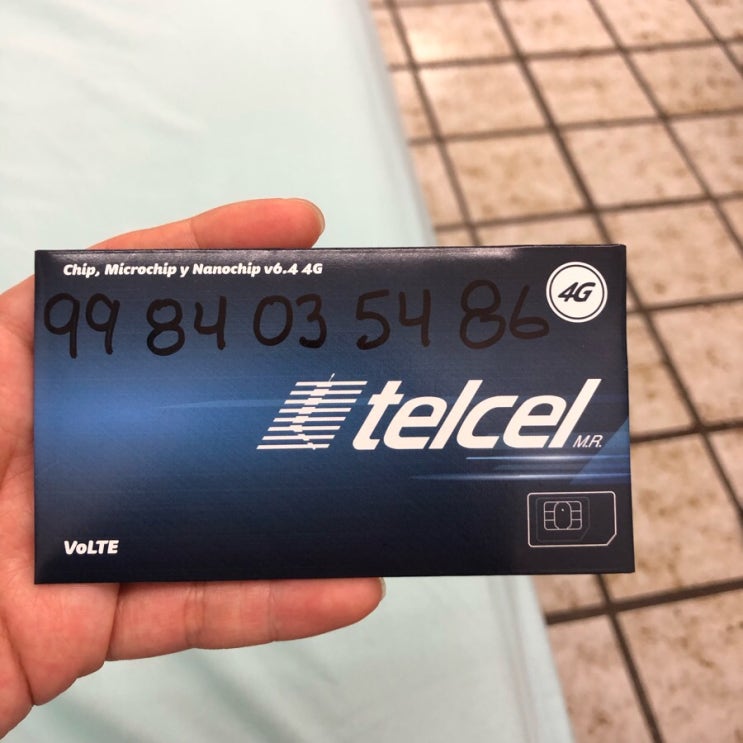 Chip, Microchip y Nanochip v6.4 4G
4G
99 84 03 54 86
telcel M.R.
VoLTE